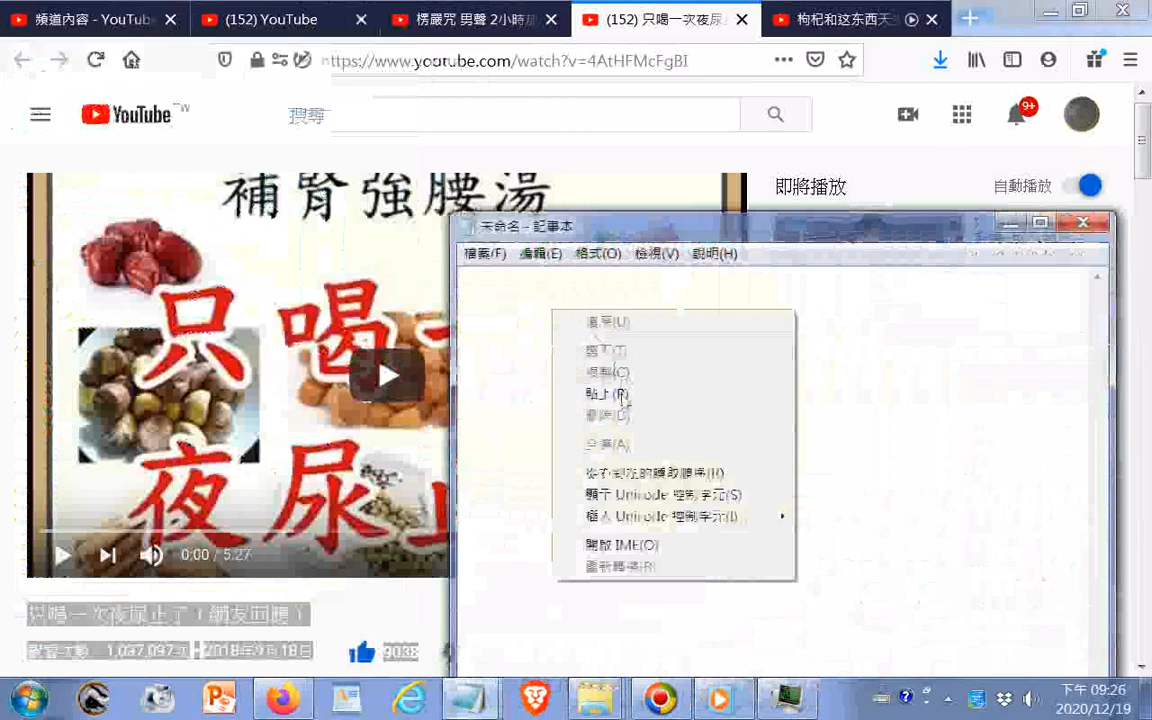 頻道內容 - YouTub
(152) YouTube
楞嚴咒 男聲 2小時
(152) 只喝一次夜尿
枸杞和这东西天
https://www.youtube.com/watch?v=4AtHFMcFgBI
YouTube TW
搜尋
9+
補腎強腰湯
只喝
夜尿
0:00 / 5:27
即將播放
自動播放
未命名 - 記事本
檔案(F) 編輯(E) 格式(O) 檢視(V) 說明(H)
復原(U)
剪下(T)
複製(C)
貼上(P)
刪除(D)
全選(A)
從右到左的讀取順序(R)
顯示 Unicode 控制字元(S)
插入 Unicode 控制字元(I)
開啟 IME(O)
重新轉換(R)
只喝一次夜尿止了！網友回應！
觀看次數：1,037,097次 • 2018年9月18日
9038
下午 09:26
2020/12/19